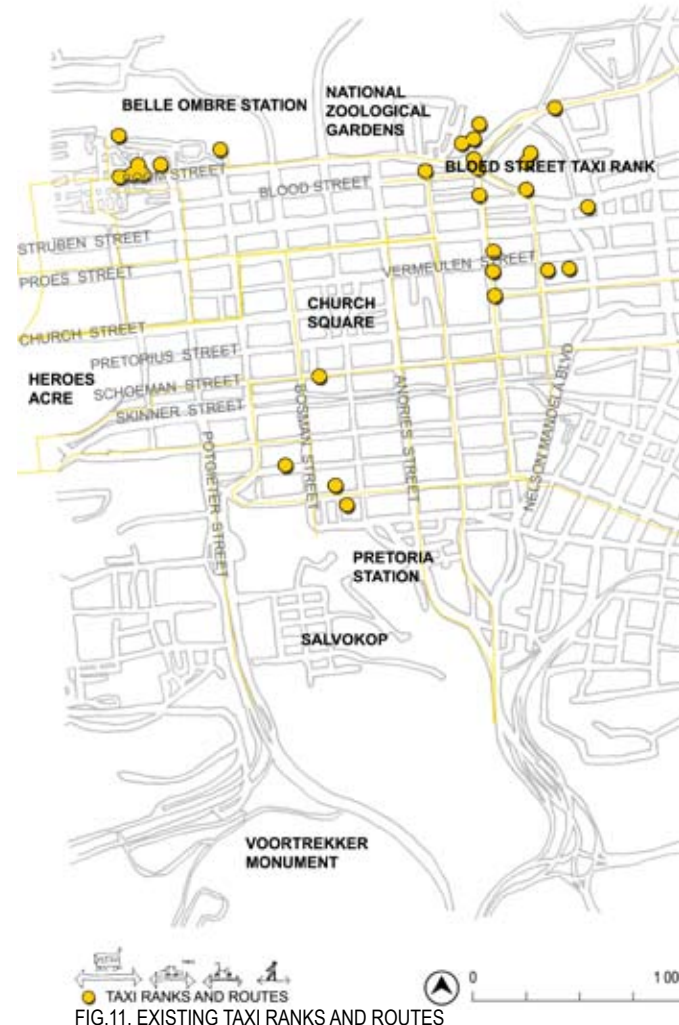 BELLE OMBRE STATION
NATIONAL
ZOOLOGICAL
GARDENS
BLOED STREET TAXI RANK
BLOOD STREET
STRUBEN STREET
PROES STREET
VERMEULEN STREET
CHURCH
SQUARE
CHURCH STREET
PRETORIUS STREET
HEROES
ACRE
SCHOEMAN STREET
SKINNER STREET
BOSMAN STREET
ANDRIES STREET
NELSON MANDELA BLVD
POTGIETER STREET
PRETORIA
STATION
SALVOKOP
VOORTREKKER
MONUMENT
TAXI RANKS AND ROUTES
0
FIG.11. EXISTING TAXI RANKS AND ROUTES